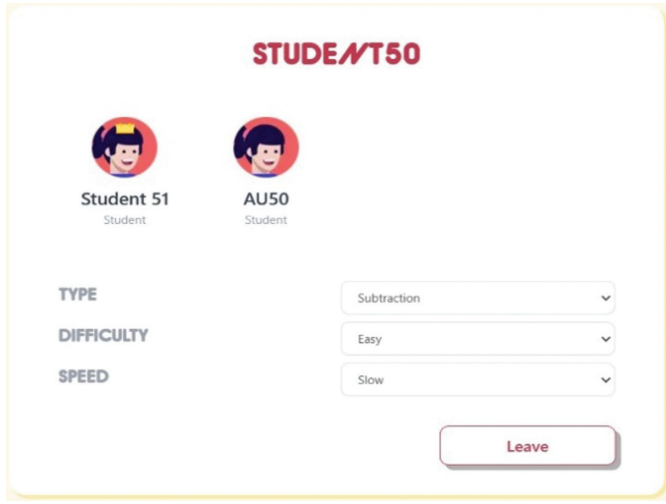 STUDENT50
Student 51
Student
AU50
Student
TYPE
Subtraction
DIFFICULTY
Easy
SPEED
Slow
Leave